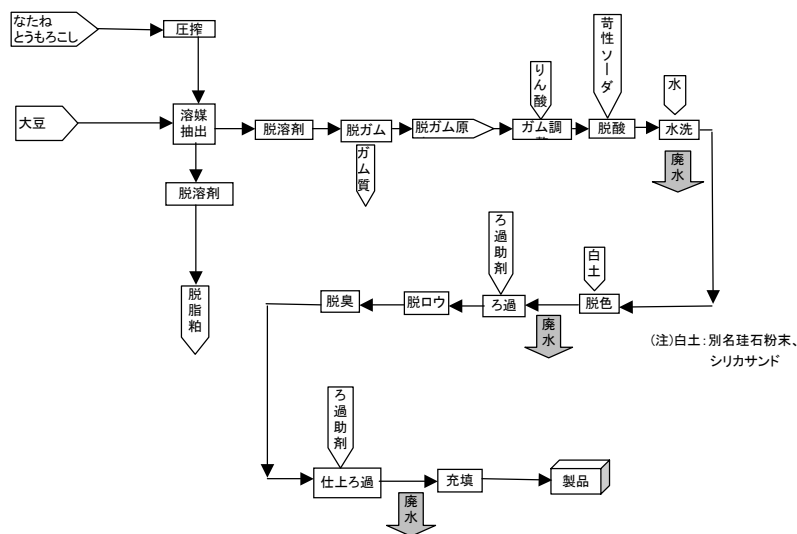 なたね
とうもろこし
圧搾
大豆
溶媒
抽出
脱溶剤
脱ガム
脱ガム原
りん酸
ガム調
苛性ソーダ
脱酸
水
水洗
廃水
ガム質
脱溶剤
脱脂粕
脱臭
脱ロウ
ろ過助剤
ろ過
廃水
白土
脱色
(注)白土:別名珪石粉末、
シリカサンド
ろ過助剤
仕上ろ過
廃水
充填
製品